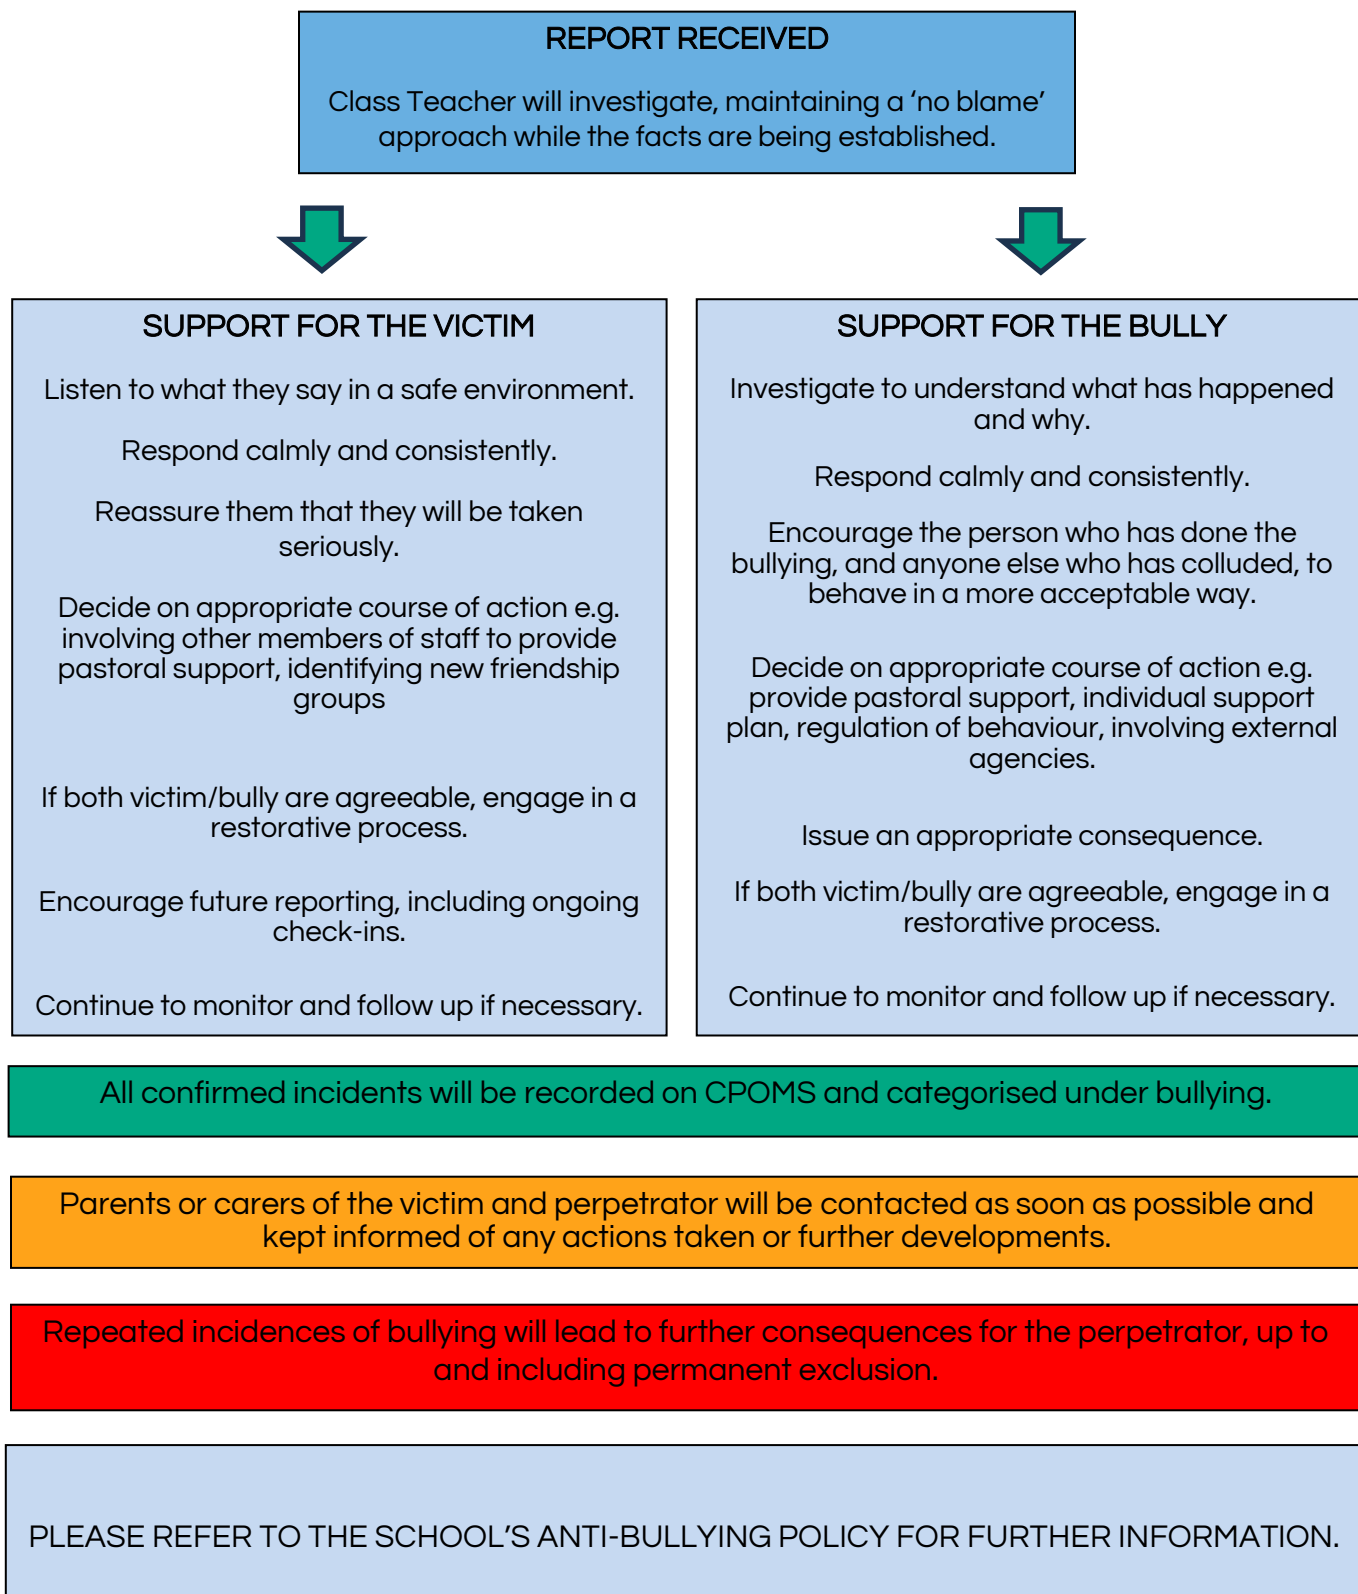 REPORT RECEIVED
Class Teacher will investigate, maintaining a ‘no blame’
approach while the facts are being established.
SUPPORT FOR THE VICTIM
Listen to what they say in a safe environment.
Respond calmly and consistently.
Reassure them that they will be taken
seriously.
Decide on appropriate course of action e.g.
involving other members of staff to provide
pastoral support, identifying new friendship
groups
If both victim/bully are agreeable, engage in a
restorative process.
Encourage future reporting, including ongoing
check-ins.
Continue to monitor and follow up if necessary.
SUPPORT FOR THE BULLY
Investigate to understand what has happened
and why.
Respond calmly and consistently.
Encourage the person who has done the
bullying, and anyone else who has colluded, to
behave in a more acceptable way.
Decide on appropriate course of action e.g.
provide pastoral support, individual support
plan, regulation of behaviour, involving external
agencies.
Issue an appropriate consequence.
If both victim/bully are agreeable, engage in a
restorative process.
Continue to monitor and follow up if necessary.
All confirmed incidents will be recorded on CPOMS and categorised under bullying.
Parents or carers of the victim and perpetrator will be contacted as soon as possible and
kept informed of any actions taken or further developments.
Repeated incidences of bullying will lead to further consequences for the perpetrator, up to
and including permanent exclusion.
PLEASE REFER TO THE SCHOOL’S ANTI-BULLYING POLICY FOR FURTHER INFORMATION.